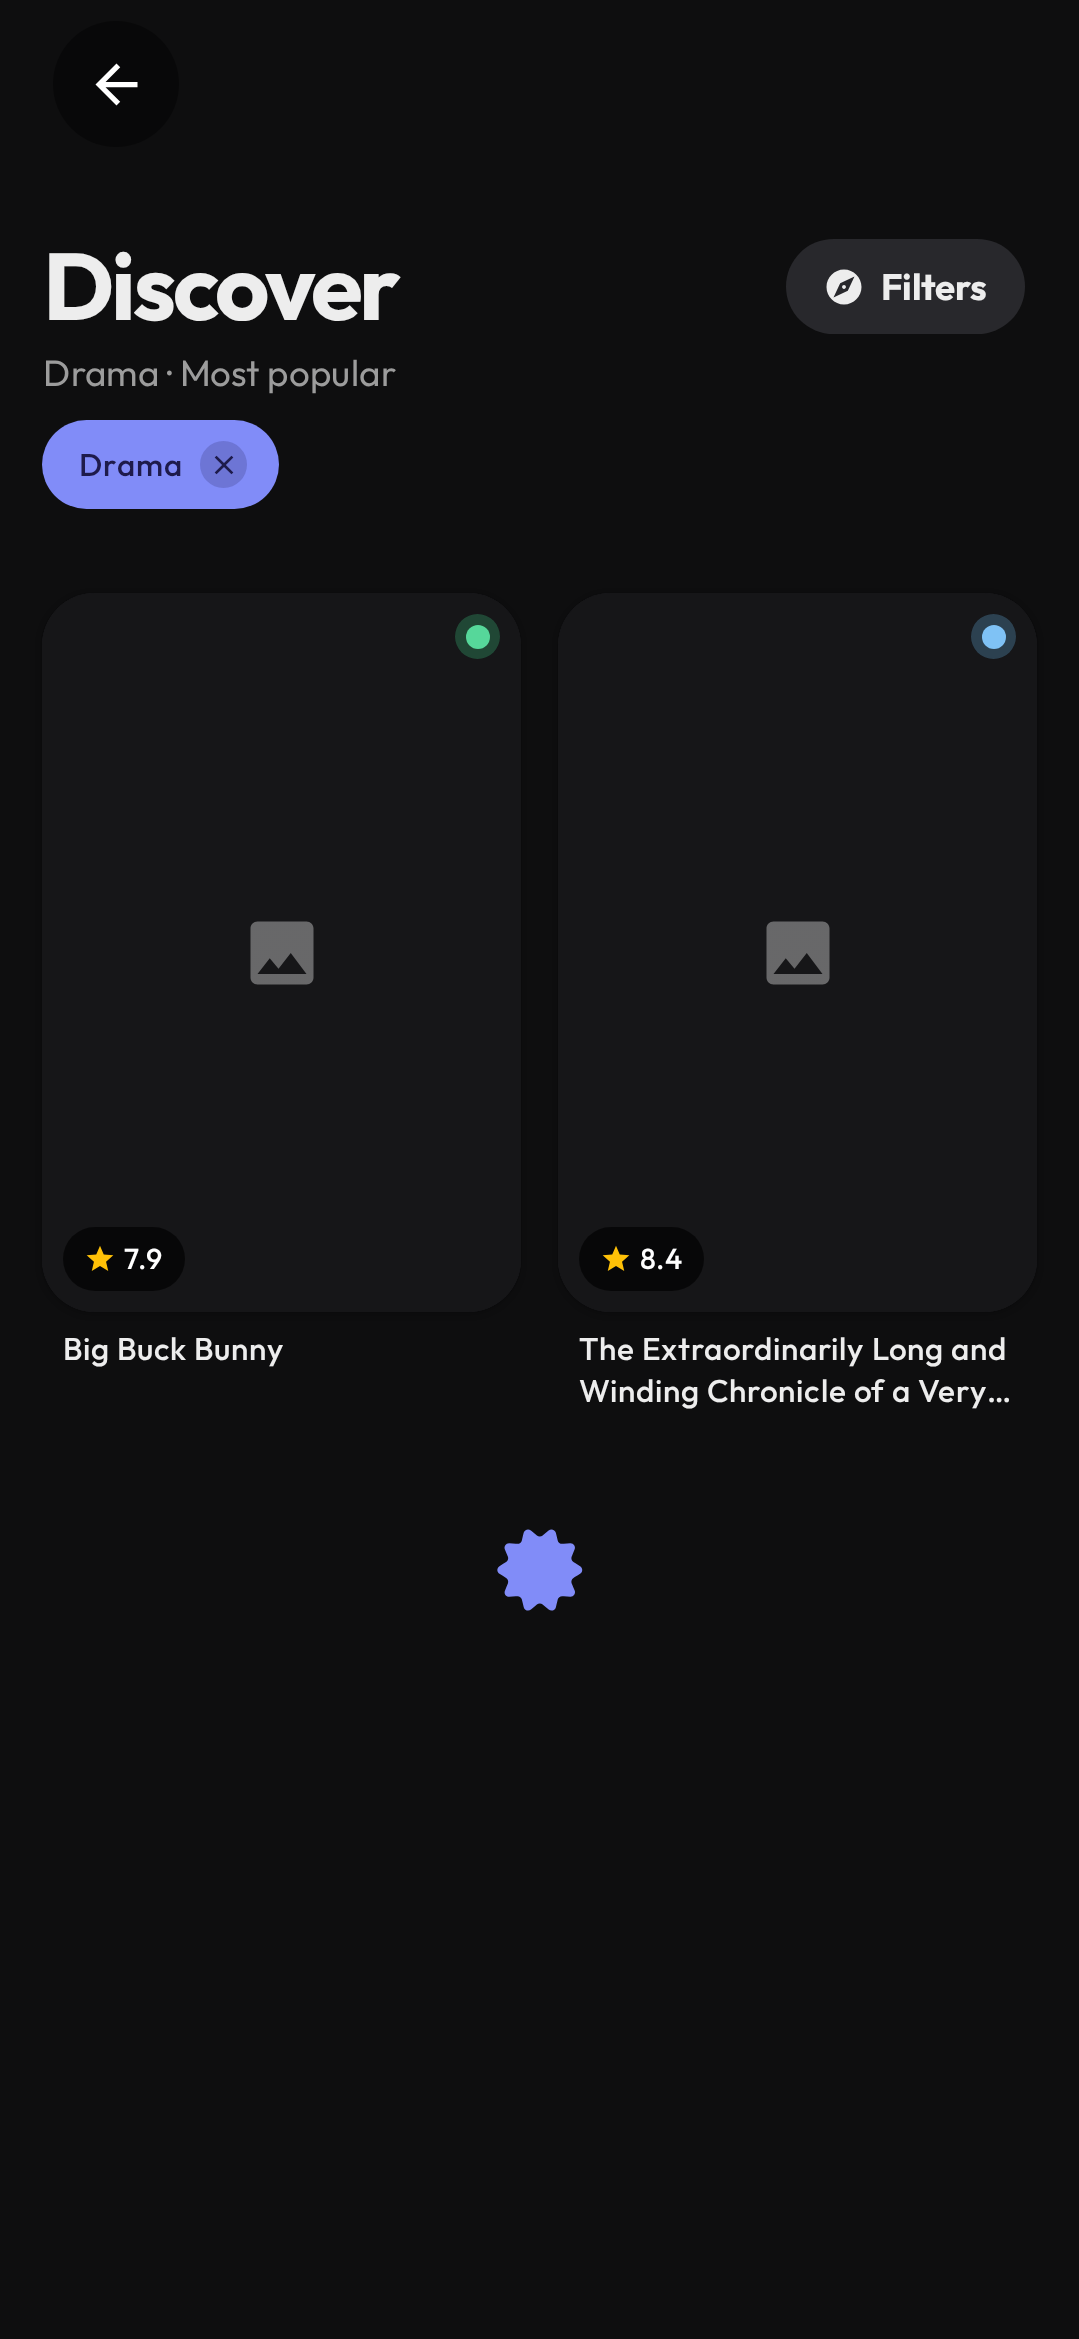 Discover
Filters
Drama · Most popular
Drama
7.9
8.4
Big Buck Bunny
The Extraordinarily Long and
Winding Chronicle of a Very...